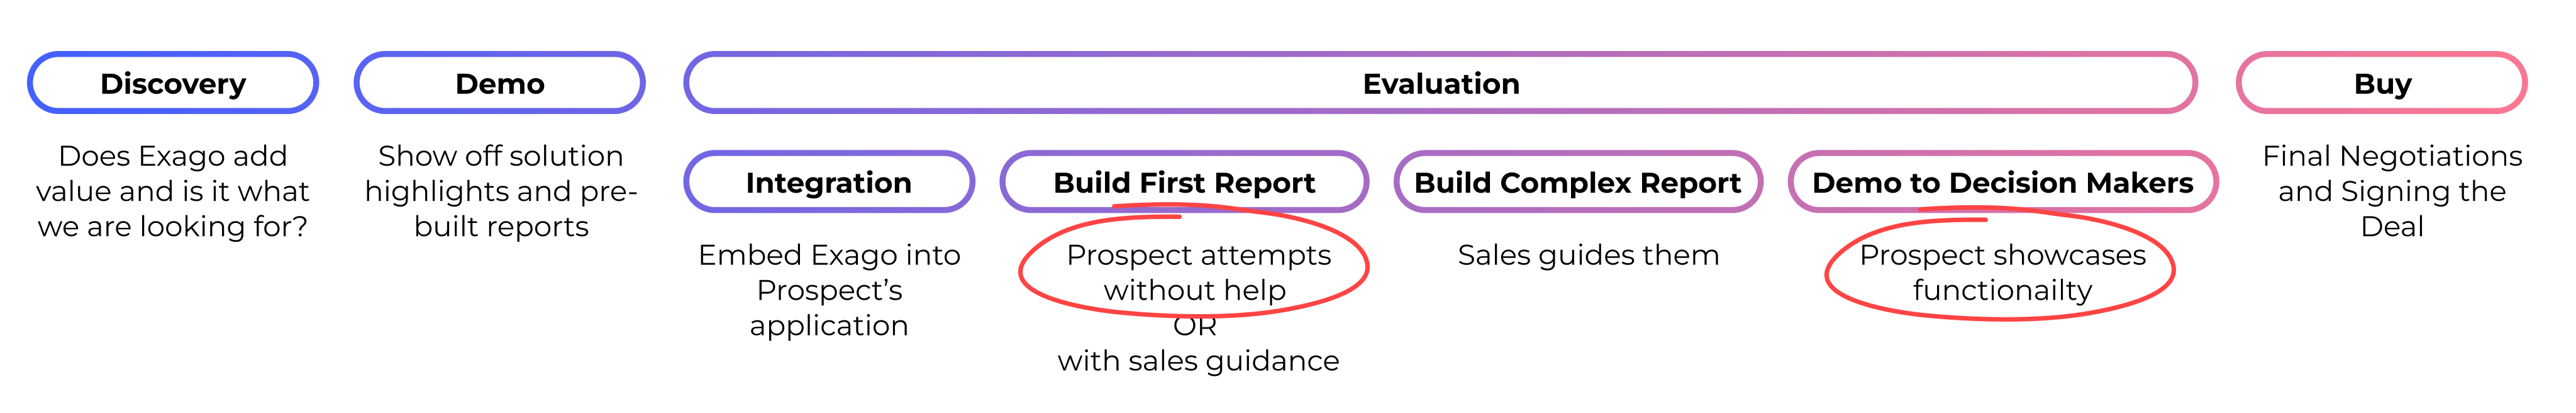 Discovery
Does Exago add
value and is it what
we are looking for?
Demo
Show off solution
highlights and pre-
built reports
Evaluation
Integration
Embed Exago into
Prospect's
application
Build First Report
Prospect attempts
without help
OR
with sales guidance
Build Complex Report
Sales guides them
Demo to Decision Makers
Prospect showcases
functionailty
Buy
Final Negotiations
and Signing the
Deal